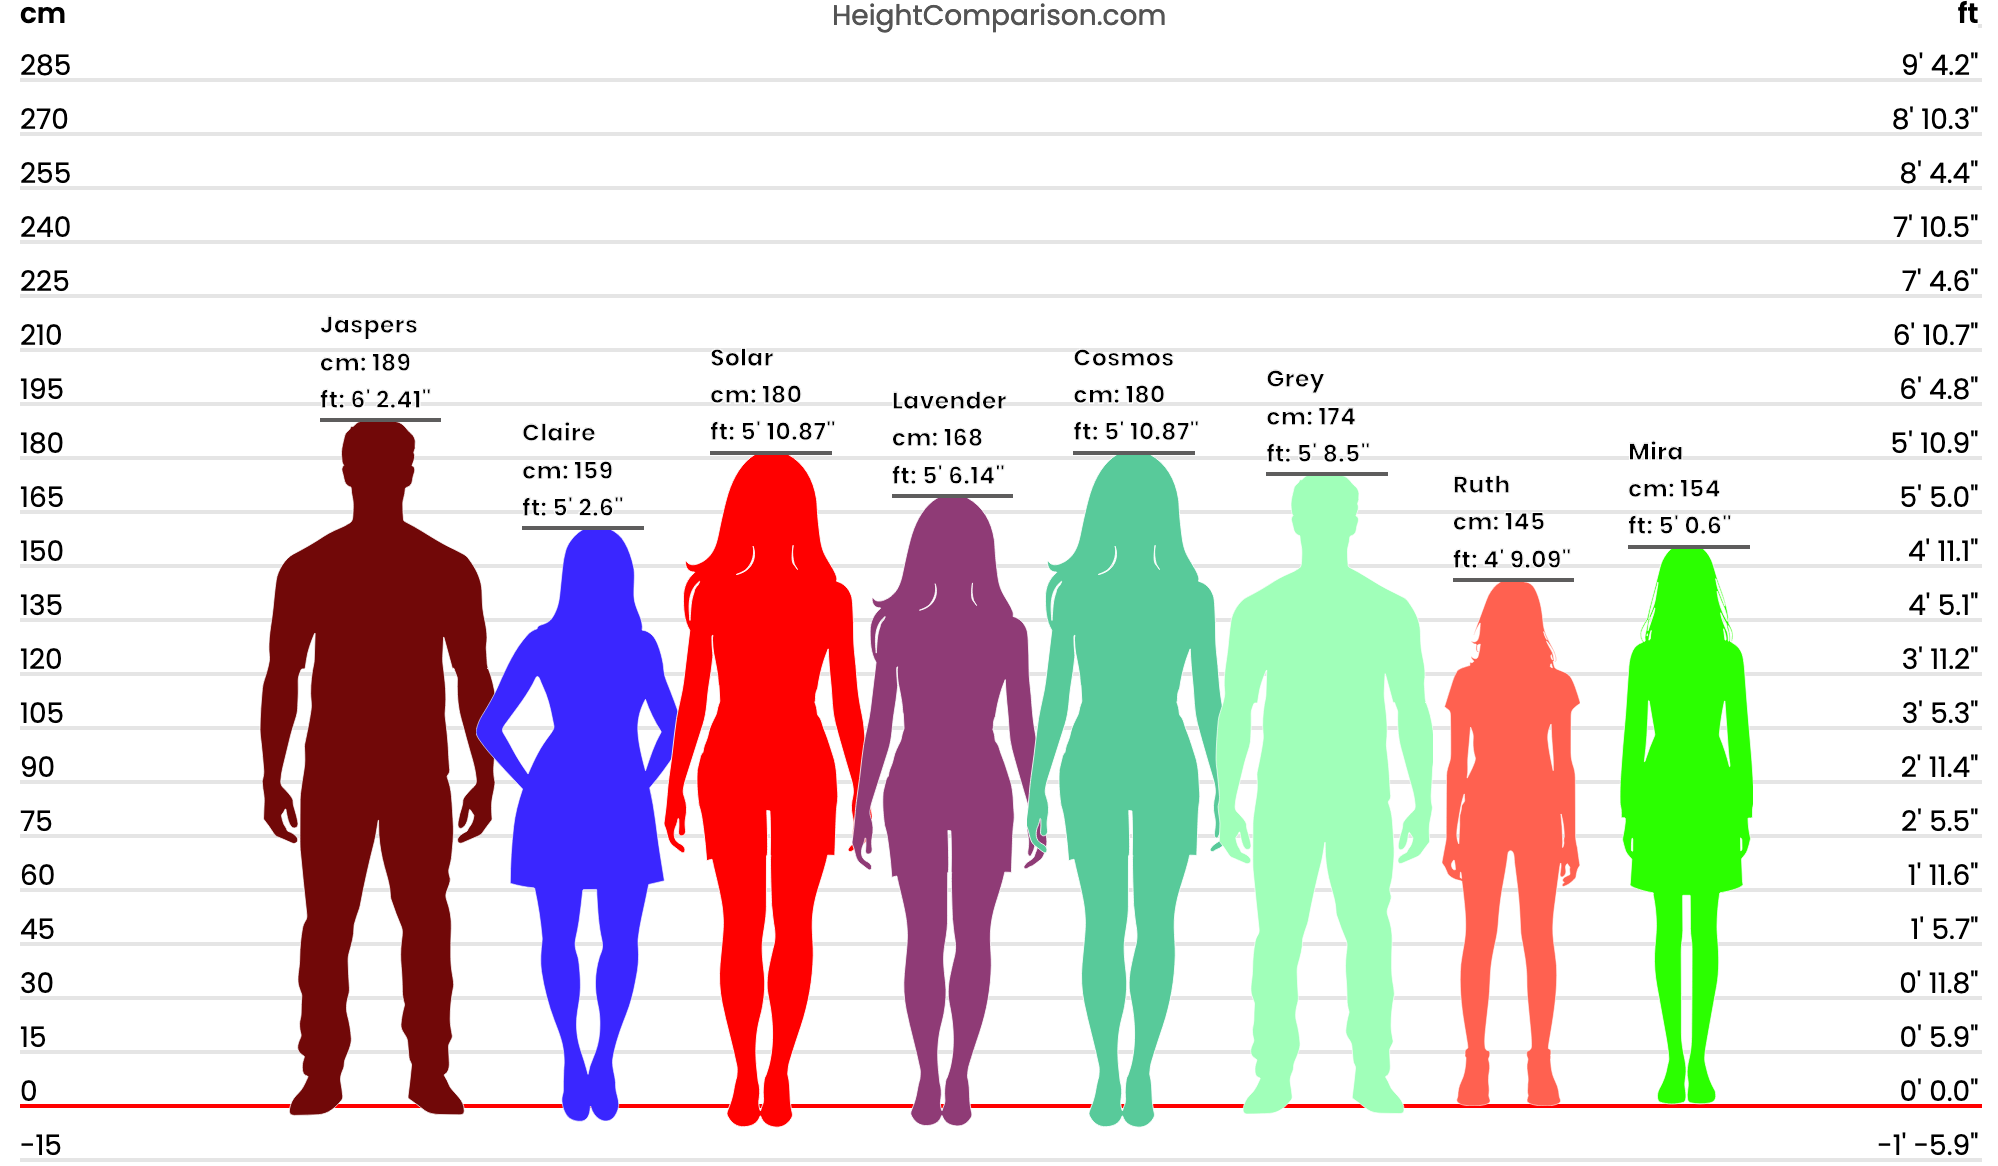 cm
HeightComparison.com
ft
285
9' 4.2"
270
8' 10.3"
255
8' 4.4"
240
7' 10.5"
225
7' 4.6"
210
6' 10.7"
195
6' 4.8"
180
5' 10.9"
165
5' 5.0"
150
4' 11.1"
135
4' 5.1"
120
3' 11.2"
105
3' 5.3"
90
2' 11.4"
75
2' 5.5"
60
1' 11.6"
45
1' 5.7"
30
0' 11.8"
15
0' 5.9"
0
0' 0.0"
-15
-1' -5.9"
Jaspers
cm: 189
ft: 6' 2.41''
Claire
cm: 159
ft: 5' 2.6''
Solar
cm: 180
ft: 5' 10.87''
Lavender
cm: 168
ft: 5' 6.14''
Cosmos
cm: 180
ft: 5' 10.87''
Grey
cm: 174
ft: 5' 8.5''
Ruth
cm: 145
ft: 4' 9.09''
Mira
cm: 154
ft: 5' 0.6''